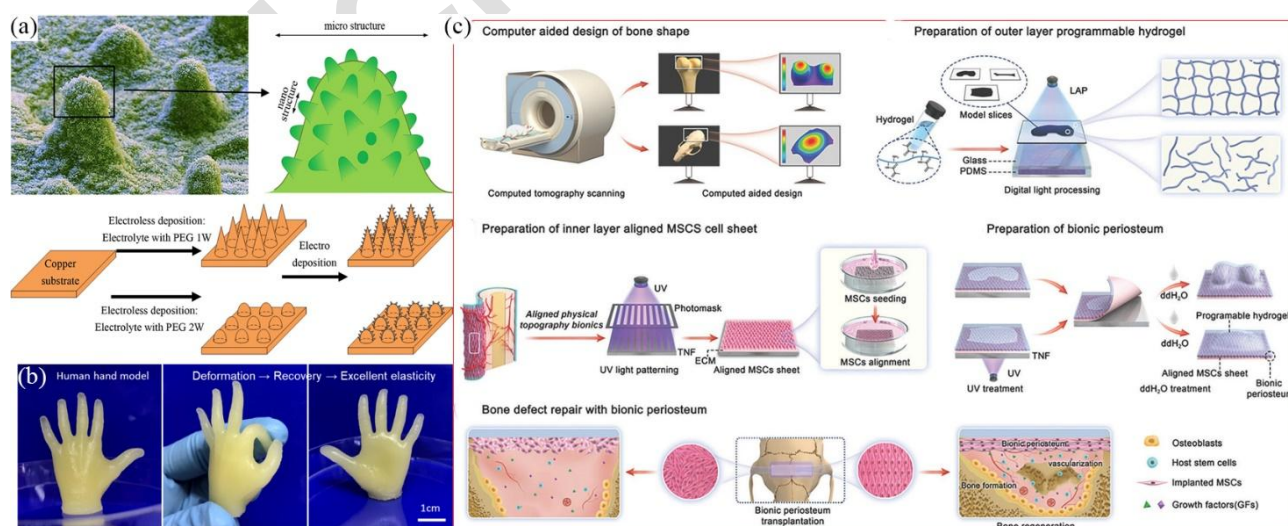 (a)
micro structure
nano
structure
Electroless deposition:
Electrolyte with PEG 1W
Copper
substrate
Electro
deposition
Electroless deposition:
Electrolyte with PEG 2W
(b)
Human hand model
Deformation → Recovery → Excellent elasticity
1cm
(c)
Computer aided design of bone shape
Computed tomography scanning
Computed aided design
Preparation of outer layer programmable hydrogel
Hydrogel
Model slices
LAP
Glass
PDMS
Digital light processing
Preparation of inner layer aligned MSCS cell sheet
Aligned physical
topography bionics
UV
Photomask
TNF
UV light patterning
ECM
Aligned MSCs sheet
MSCs seeding
MSCs alignment
Preparation of bionic periosteum
TNF
UV
UV treatment
ddH₂O
ddH₂O
Programable hydrogel
Aligned MSCs sheet
ddH₂O treatment
Bionic
periosteum
Bone defect repair with bionic periosteum
Bionic periosteum
transplantation
Bionic periosteum
vascularization
Bone formation
Bone regeneration
Osteoblasts
Host stem cells
Implanted MSCs
Growth factors(GFs)